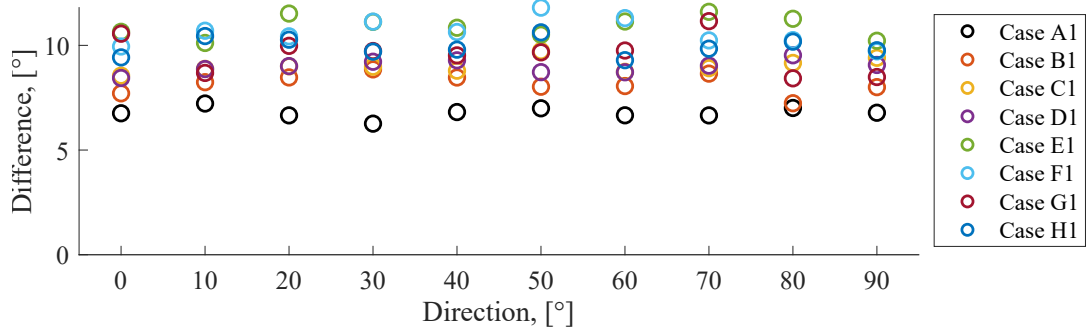 10
5
0
Difference, [°]
0 10 20 30 40 50 60 70 80 90
Direction, [°]
Case A1
Case B1
Case C1
Case D1
Case E1
Case F1
Case G1
Case H1